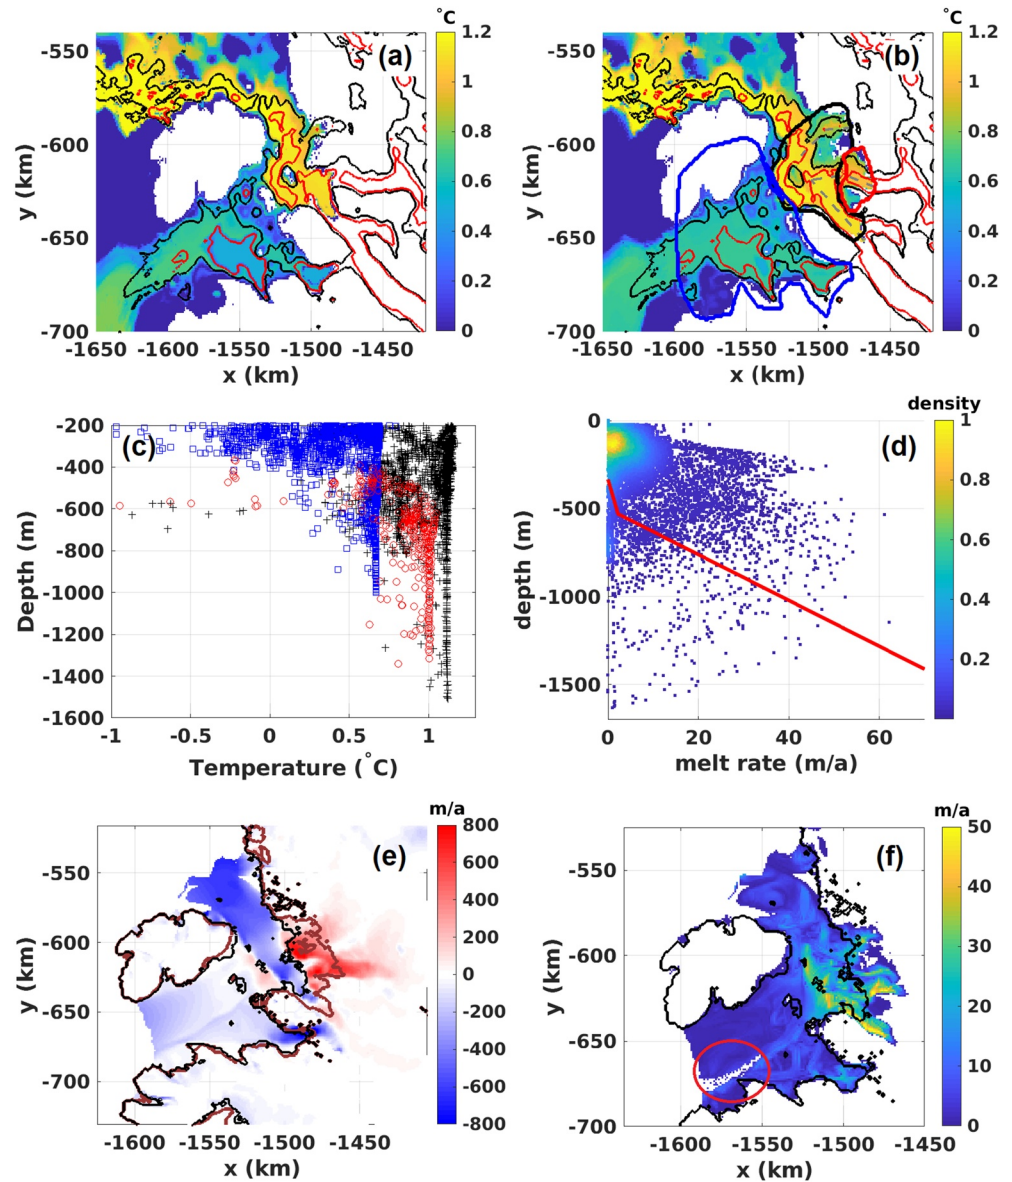 °C
°C
-550
-600
-650
-700
y (km)
(a)
-1650 -1600 -1550 -1500 -1450
x (km)
1.2
1
0.8
0.6
0.4
0.2
0
-550
-600
-650
-700
y (km)
(b)
-1650 -1600 -1550 -1500 -1450
x (km)
1.2
1
0.8
0.6
0.4
0.2
0
-200
-400
-600
-800
-1000
-1200
-1400
-1600
Depth (m)
(c)
-1 -0.5 0 0.5 1
Temperature (°C)
density
0
-500
-1000
-1500
depth (m)
(d)
0 20 40 60
melt rate (m/a)
1
0.8
0.6
0.4
0.2
m/a
-550
-600
-650
-700
y (km)
(e)
-1600 -1550 -1500 -1450
x (km)
800
600
400
200
0
-200
-400
-600
-800
m/a
-550
-600
-650
-700
y (km)
(f)
-1600 -1550 -1500 -1450
x (km)
50
40
30
20
10
0